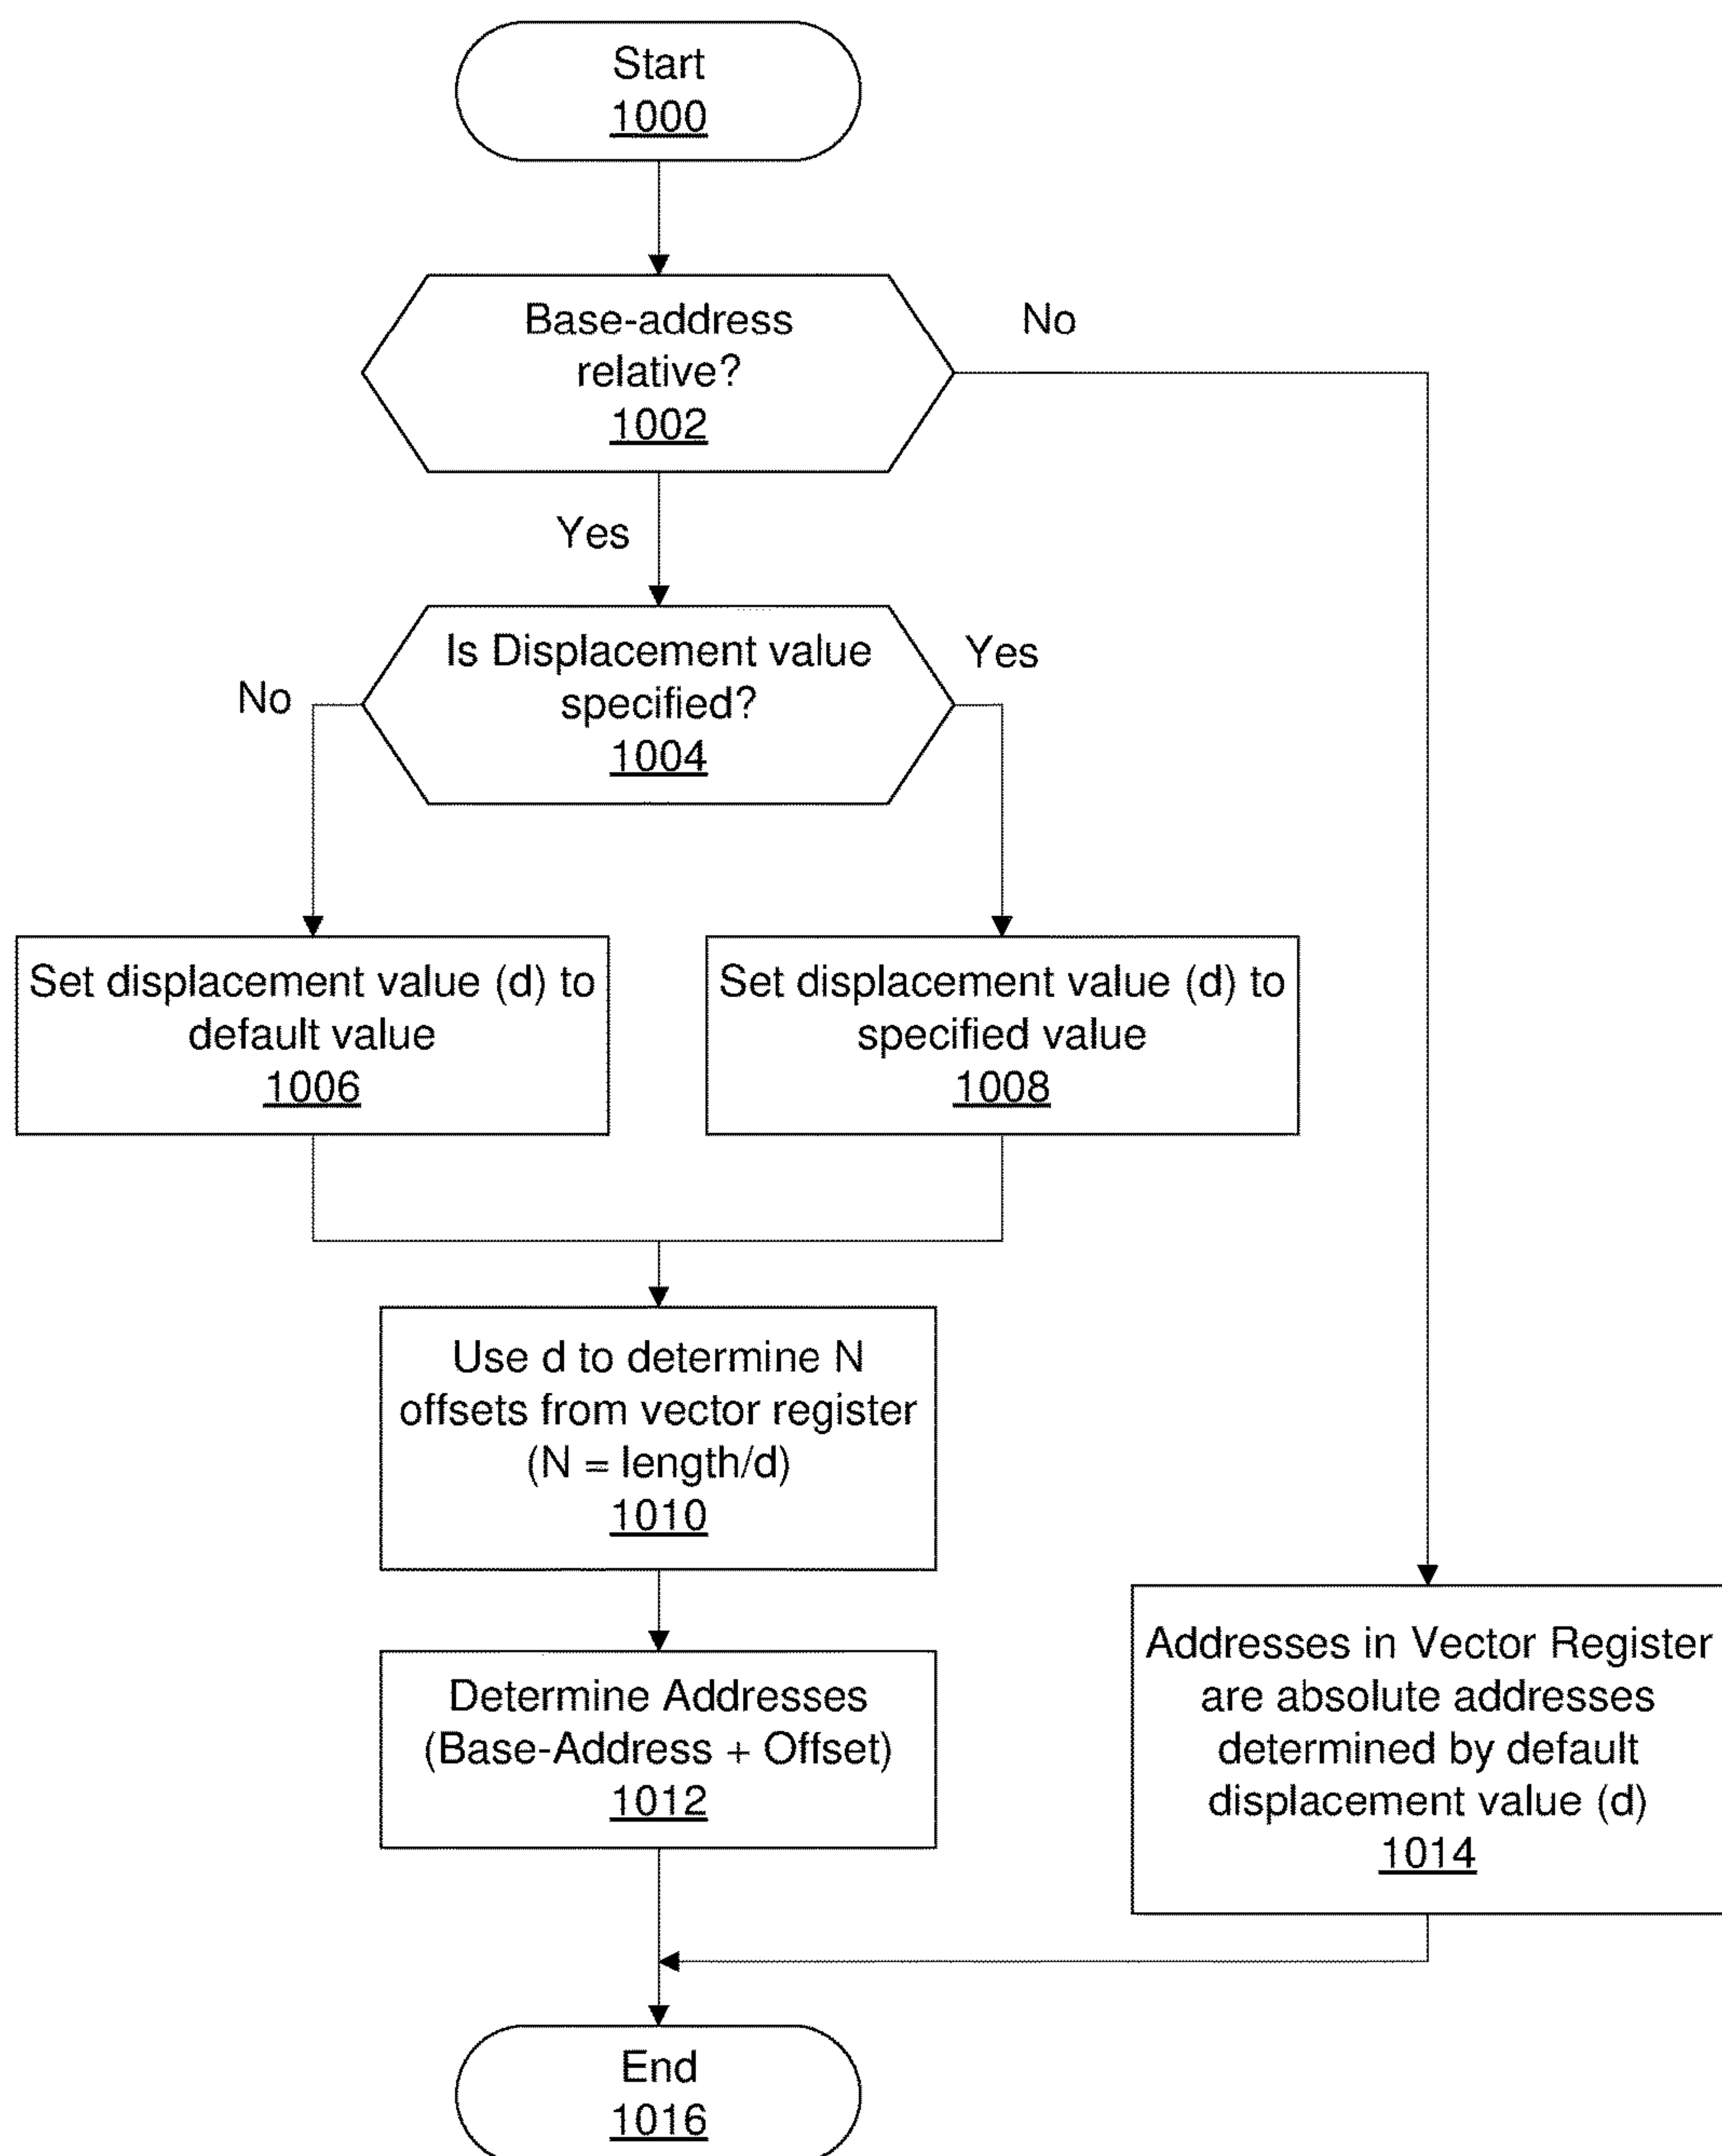 Start
1000
Base-address
relative?
1002
No
Yes
Is Displacement value
specified?
1004
No
Yes
Set displacement value (d) to
default value
1006
Set displacement value (d) to
specified value
1008
Use d to determine N
offsets from vector register
(N = length/d)
1010
Determine Addresses
(Base-Address + Offset)
1012
Addresses in Vector Register
are absolute addresses
determined by default
displacement value (d)
1014
End
1016